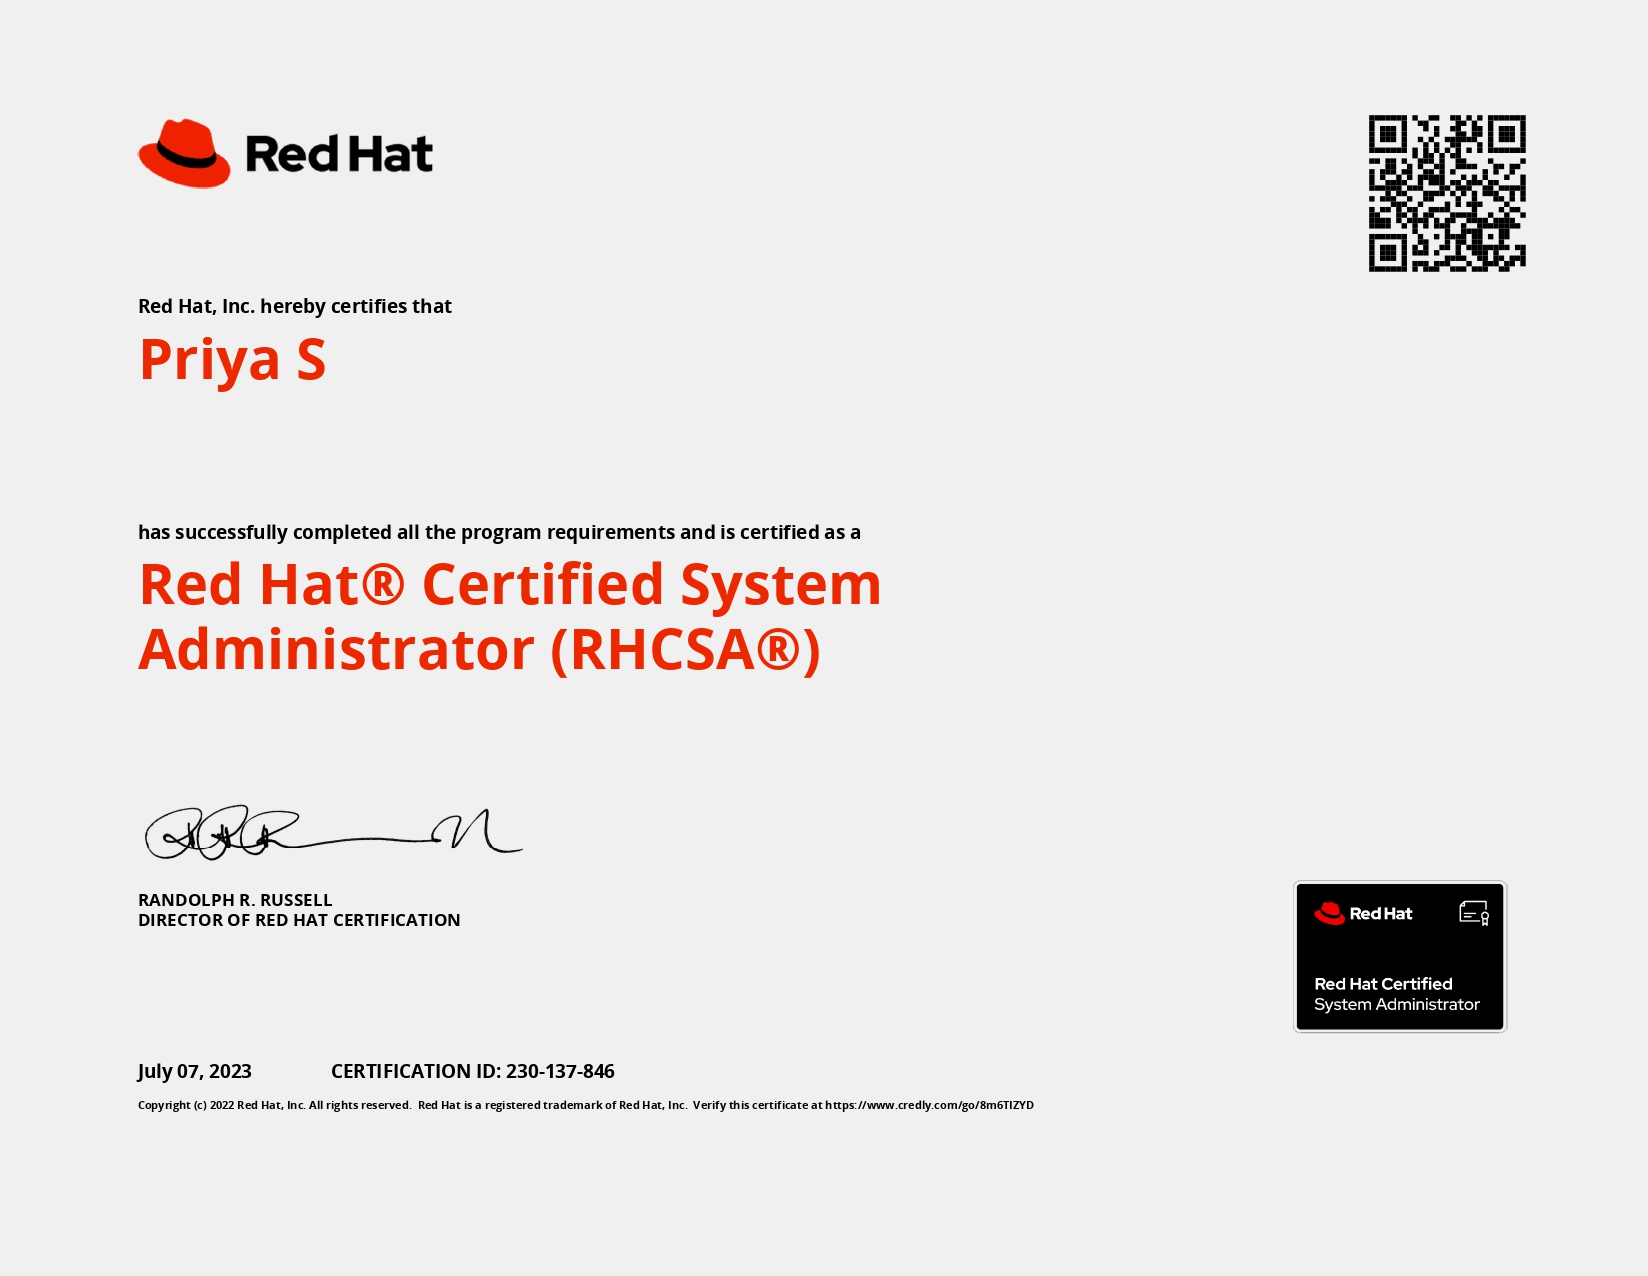 Red Hat
Red Hat, Inc. hereby certifies that
Priya S
has successfully completed all the program requirements and is certified as a
Red Hat® Certified System
Administrator (RHCSA®)
RANDOLPH R. RUSSELL
DIRECTOR OF RED HAT CERTIFICATION
Red Hat
Red Hat Certified
System Administrator
July 07, 2023 CERTIFICATION ID: 230-137-846
Copyright (c) 2022 Red Hat, Inc. All rights reserved. Red Hat is a registered trademark of Red Hat, Inc. Verify this certificate at https://www.credly.com/go/8m6TIZYD